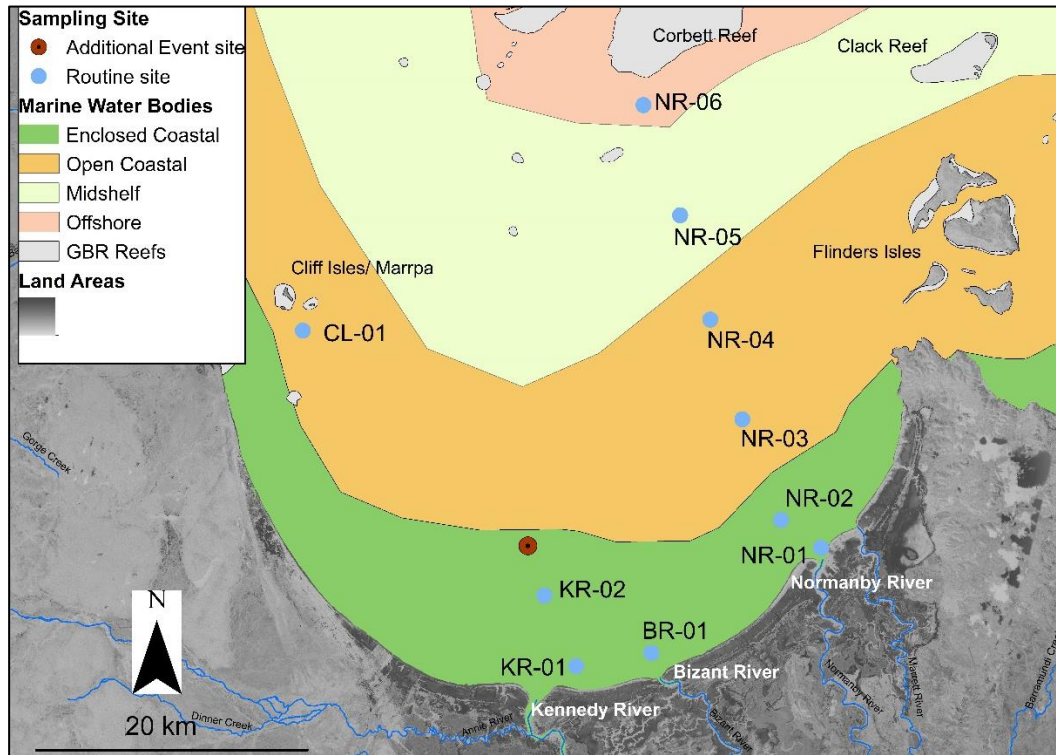 Sampling Site
Additional Event site
Routine site
Marine Water Bodies
Enclosed Coastal
Open Coastal
Midshelf
Offshore
GBR Reefs
Land Areas
Corbett Reef
Clack Reef
NR-06
NR-05
Flinders Isles
Cliff Isles/ Marrpa
CL-01
NR-04
NR-03
Gorge Creek
NR-02
NR-01
Normanby River
KR-02
BR-01
KR-01
Bizant River
Kennedy River
N
20 km
Dinner Creek
Annie River
Bizant River
Normanby River
Marrett River
Barramundi Cree